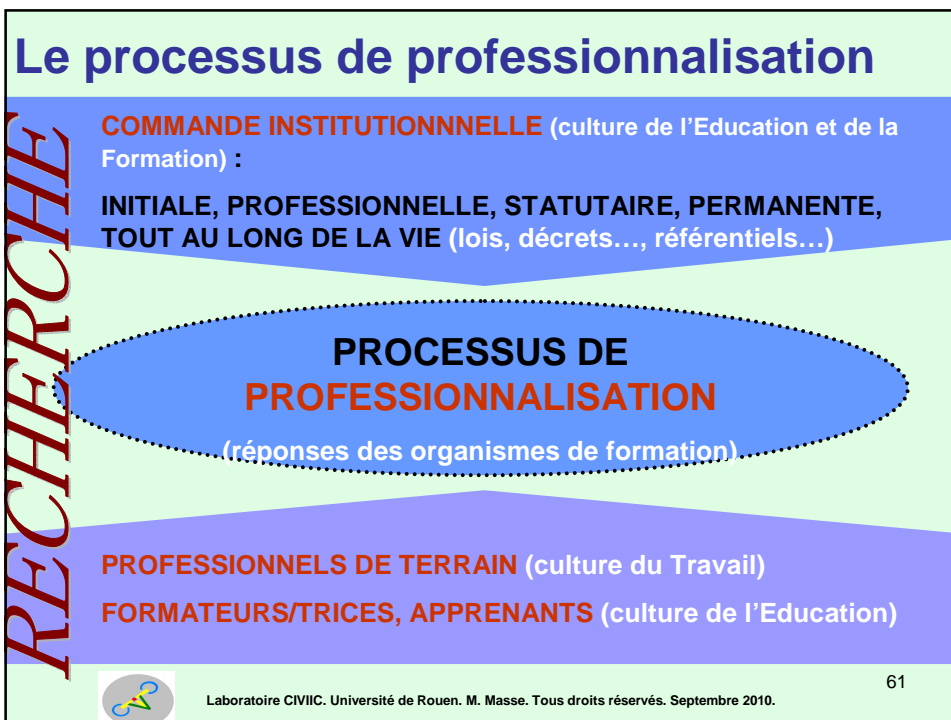 Le processus de professionnalisation
RECHERCHE
COMMANDE INSTITUTIONNNELLE (culture de l’Education et de la
Formation) :
INITIALE, PROFESSIONNELLE, STATUTAIRE, PERMANENTE,
TOUT AU LONG DE LA VIE (lois, décrets…, référentiels…)
PROCESSUS DE
PROFESSIONNALISATION
(réponses des organismes de formation)
PROFESSIONNELS DE TERRAIN (culture du Travail)
FORMATEURS/TRICES, APPRENANTS (culture de l’Education)
61
Laboratoire CIVIIC. Université de Rouen. M. Masse. Tous droits réservés. Septembre 2010.